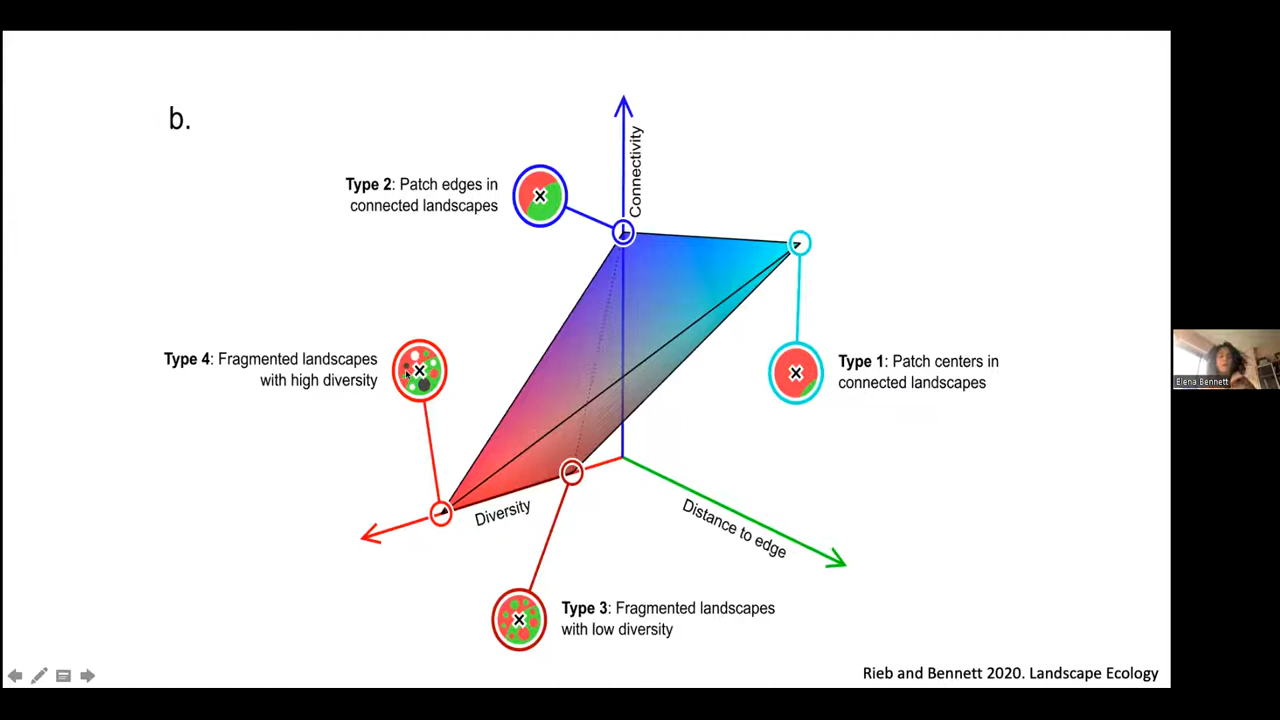 b.
Connectivity
Type 2: Patch edges in
connected landscapes
Type 4: Fragmented landscapes
with high diversity
Type 1: Patch centers in
connected landscapes
Elena Bennett
Diversity
Distance to edge
Type 3: Fragmented landscapes
with low diversity
Rieb and Bennett 2020. Landscape Ecology